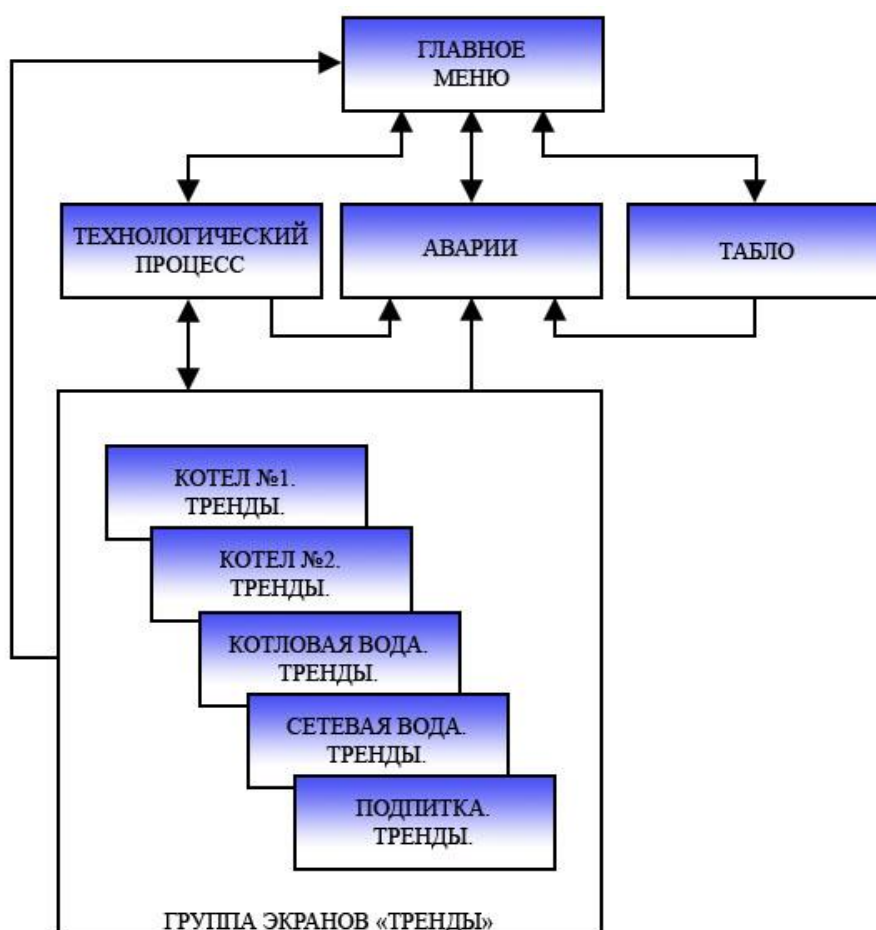 ГЛАВНОЕ
МЕНЮ
ТЕХНОЛОГИЧЕСКИЙ
ПРОЦЕСС
АВАРИИ
ТАБЛО
КОТЕЛ №1.
ТРЕНДЫ.
КОТЕЛ №2.
ТРЕНДЫ.
КОТЛОВАЯ ВОДА.
ТРЕНДЫ.
СЕТЕВАЯ ВОДА.
ТРЕНДЫ.
ПОДПИТКА.
ТРЕНДЫ.
ГРУППА ЭКРАНОВ «ТРЕНДЫ»